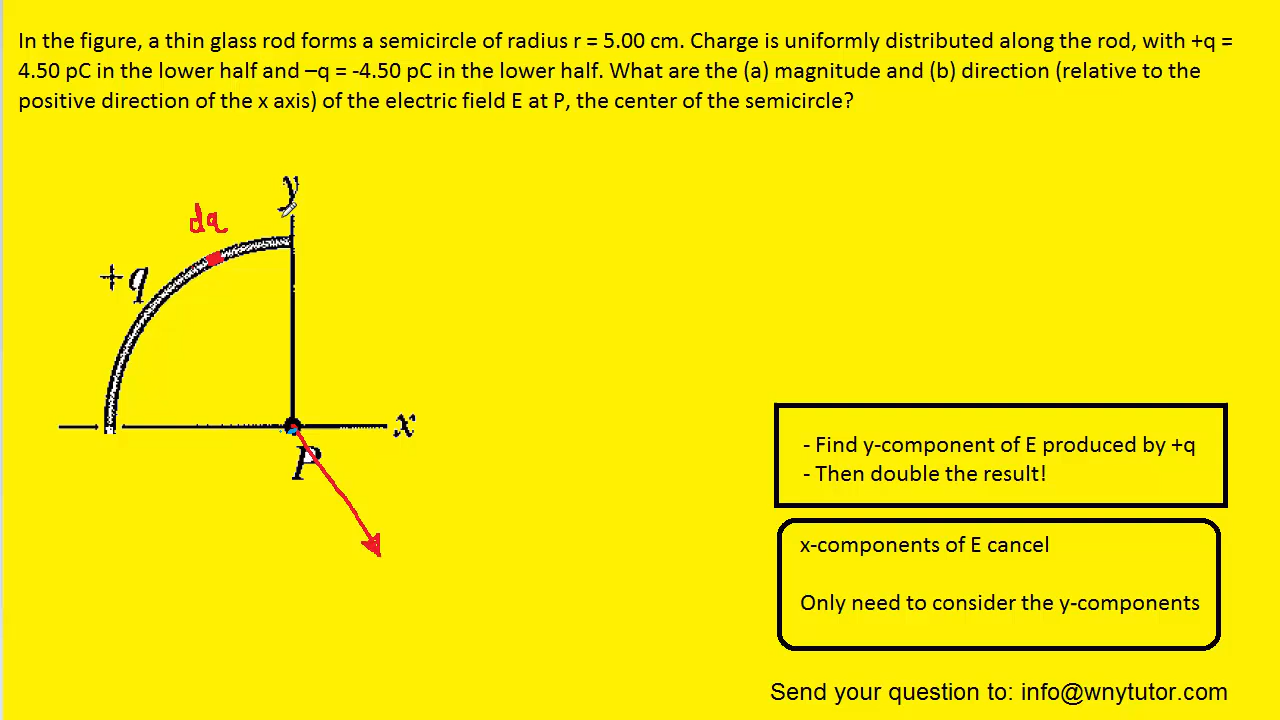 In the figure, a thin glass rod forms a semicircle of radius r = 5.00 cm. Charge is uniformly distributed along the rod, with +q =
4.50 pC in the lower half and –q = -4.50 pC in the lower half. What are the (a) magnitude and (b) direction (relative to the
positive direction of the x axis) of the electric field E at P, the center of the semicircle?
y
dq
+q
x
P
- Find y-component of E produced by +q
- Then double the result!
x-components of E cancel
Only need to consider the y-components
Send your question to: info@wnytutor.com